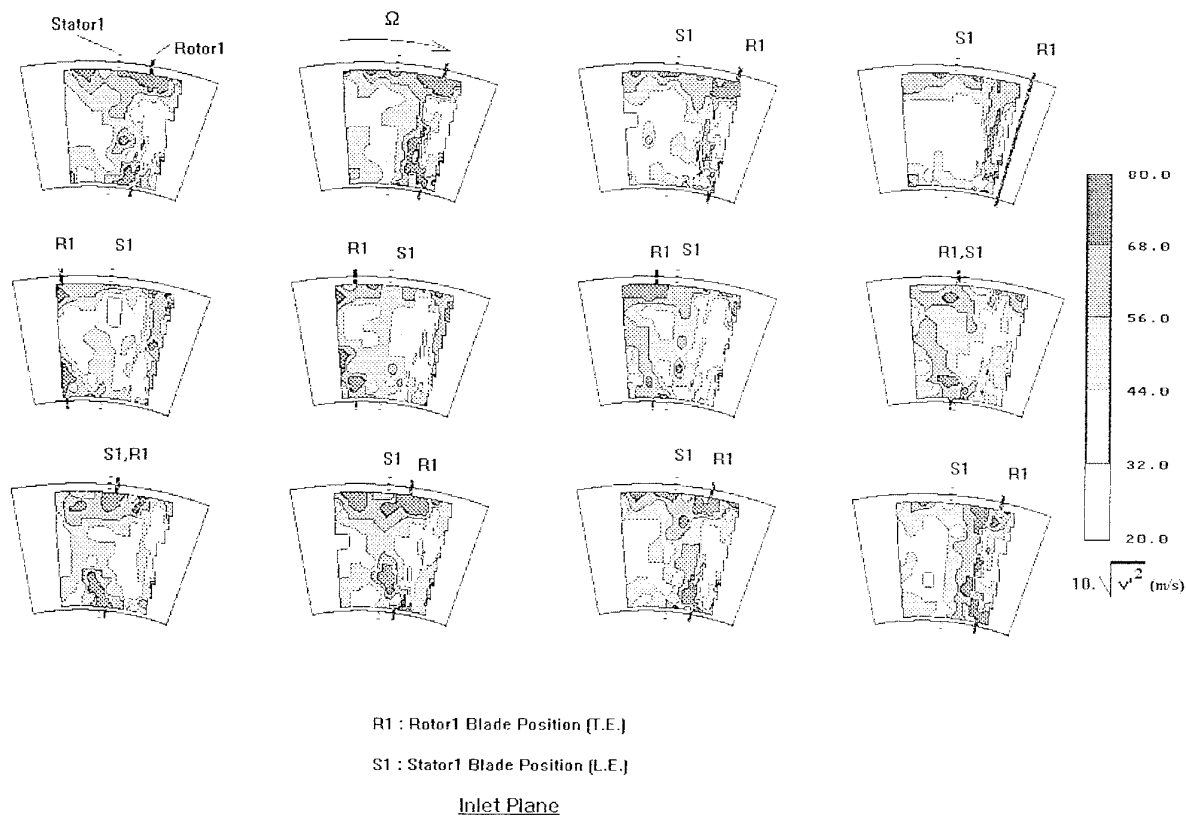 Stator1
Rotor1
Ω
S1
R1
S1
R1
R1
S1
R1
S1
R1
S1
R1,S1
S1,R1
S1
R1
S1
R1
S1
R1
80.0
68.0
56.0
44.0
32.0
20.0
10.√v'² (m/s)
R1 : Rotor1 Blade Position (T.E.)
S1 : Stator1 Blade Position (L.E.)
Inlet Plane